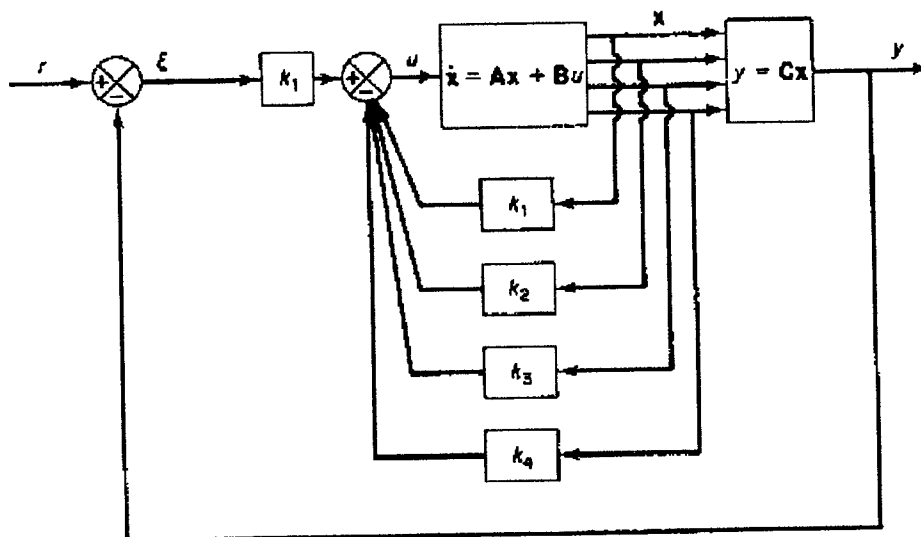 r
+
−
ξ
k₁
+
−
u
ẋ = Ax + Bu
x
y = Cx
y
k₁
k₂
k₃
k₄